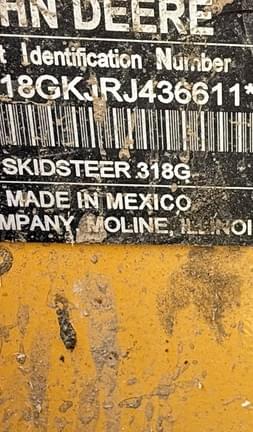 HN DEERE
t Identification Number
18GKJRJ436611*
SKIDSTEER 318G
MADE IN MEXICO
MPANY, MOLINE, ILLINOI